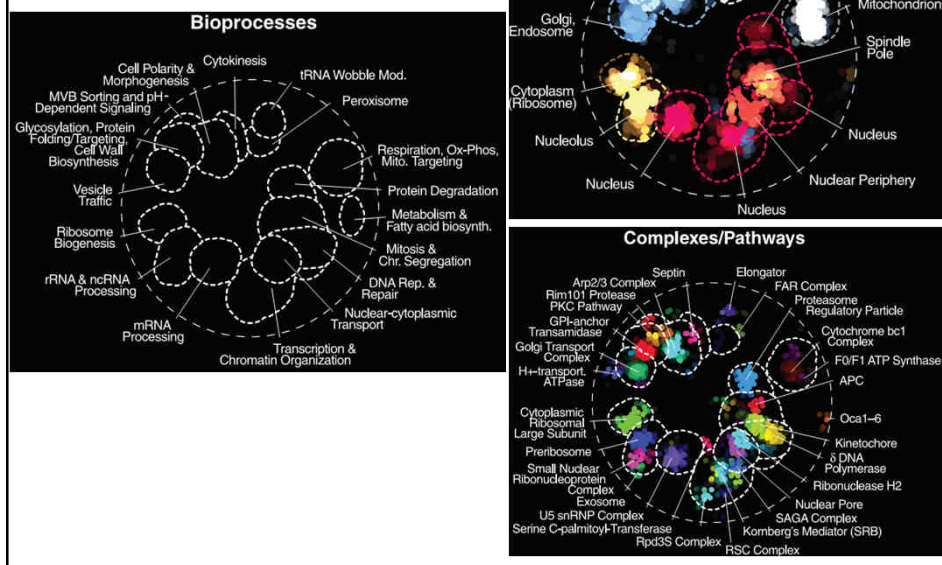 Bioprocesses
Cell Polarity &
Morphogenesis
Cytokinesis
tRNA Wobble Mod.
MVB Sorting and pH-
Dependent Signaling
Peroxisome
Glycosylation, Protein
Folding/Targeting,
Cell Wall
Biosynthesis
Respiration, Ox-Phos,
Mito. Targeting
Vesicle
Traffic
Protein Degradation
Ribosome
Biogenesis
Metabolism &
Fatty acid biosynth.
Mitosis &
Chr. Segregation
rRNA & ncRNA
Processing
DNA Rep. &
Repair
mRNA
Processing
Nuclear-cytoplasmic
Transport
Transcription &
Chromatin Organization
Golgi,
Endosome
Mitochondrion
Spindle
Pole
Cytoplasm
(Ribosome)
Nucleolus
Nucleus
Nucleus
Nuclear Periphery
Nucleus
Complexes/Pathways
Septin
Elongator
Arp2/3 Complex
FAR Complex
Rim101 Protease
PKC Pathway
Proteasome
Regulatory Particle
GPI-anchor
Transamidase
Cytochrome bc1
Complex
Golgi Transport
Complex
F0/F1 ATP Synthase
H+-transport.
ATPase
APC
Cytoplasmic
Ribosomal
Large Subunit
Oca1–6
Kinetochore
Preribosome
δ DNA
Polymerase
Small Nuclear
Ribonucleoprotein
Complex
Ribonuclease H2
Exosome
Nuclear Pore
U5 snRNP Complex
SAGA Complex
Serine C-palmitoyl-Transferase
Kornberg's Mediator (SRB)
Rpd3S Complex
RSC Complex